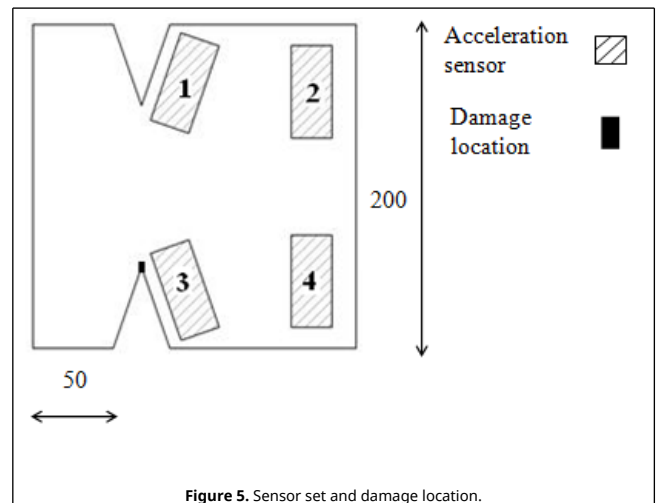 Acceleration
sensor
Damage
location
1
2
3
4
200
50
Figure 5. Sensor set and damage location.